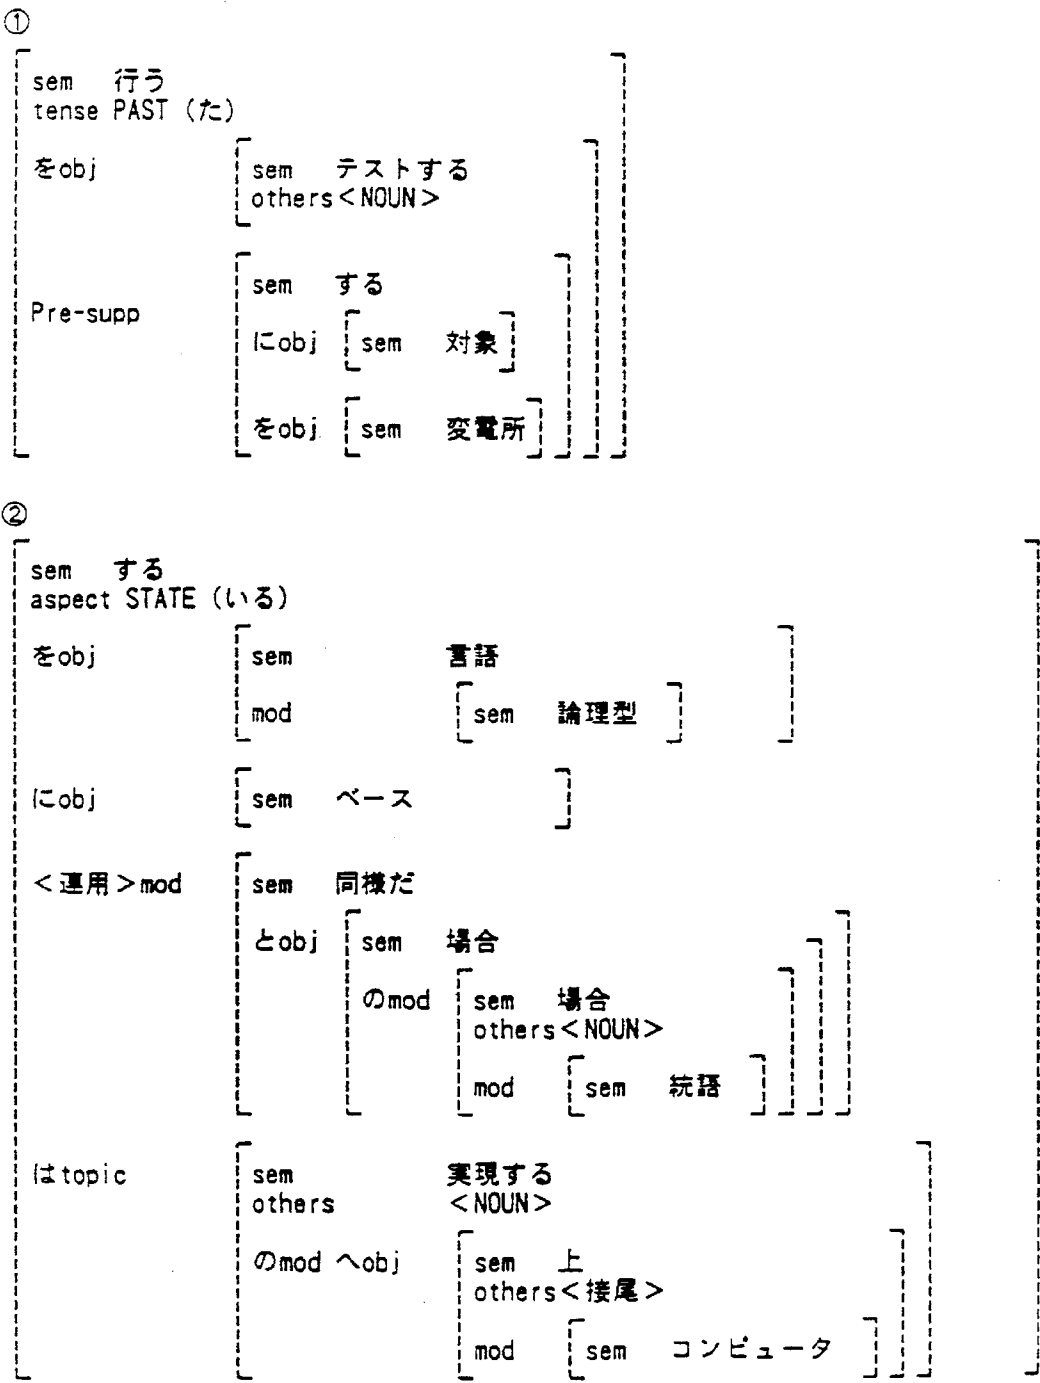 ①
sem 行う
tense PAST (た)
をobj
sem テストする
others<NOUN>
Pre-supp
sem する
にobj sem 対象
をobj sem 変電所
②
sem する
aspect STATE (いる)
をobj sem 言語
mod sem 論理型
にobj sem ベース
<連用>mod sem 同様だ
とobj sem 場合
のmod sem 場合
others<NOUN>
mod sem 統語
はtopic sem 実現する
others <NOUN>
のmod へobj sem 上
others<接尾>
mod sem コンピュータ